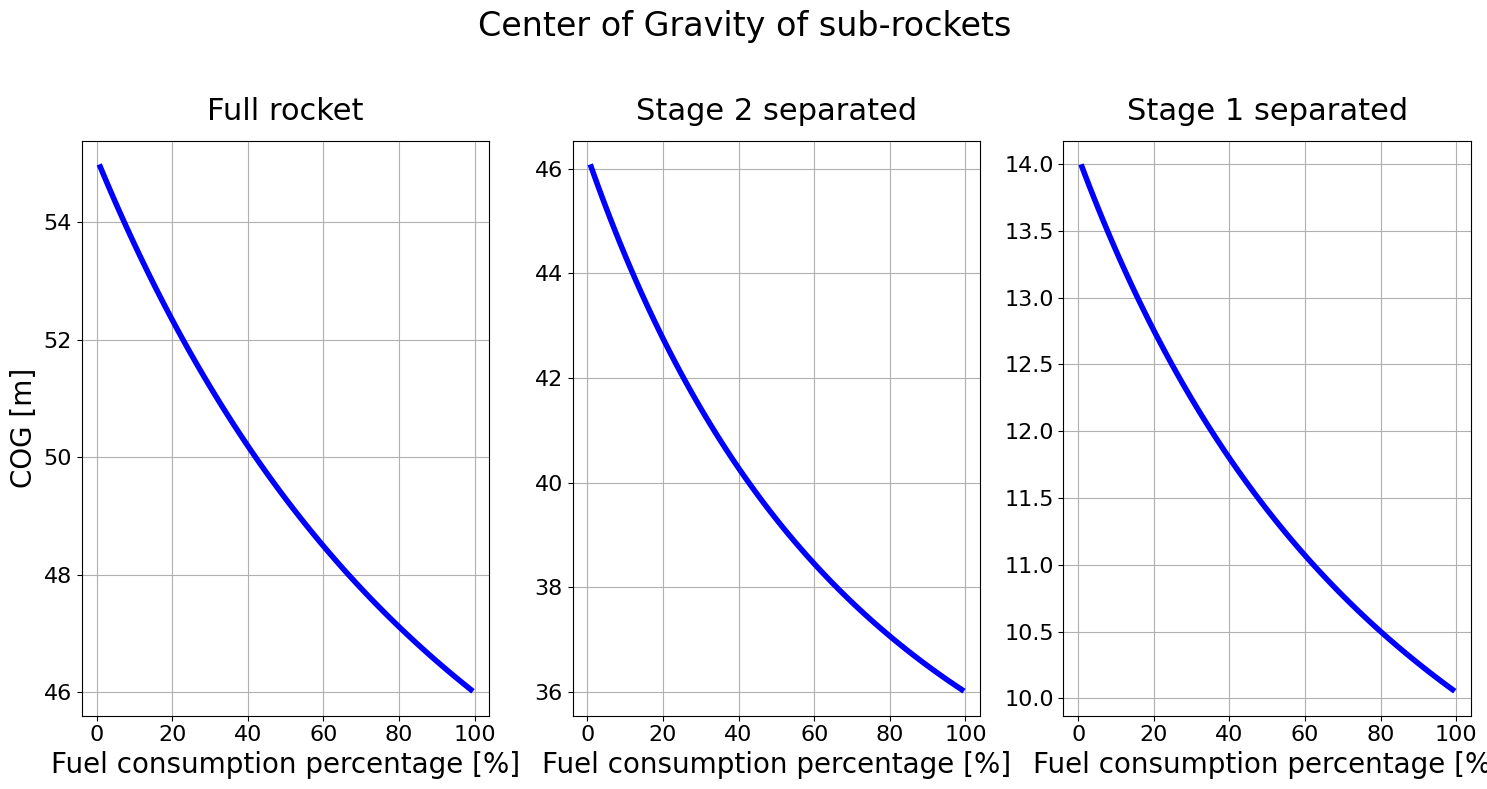 Center of Gravity of sub-rockets
Full rocket
Stage 2 separated
Stage 1 separated
COG [m]
54
52
50
48
46
0 20 40 60 80 100
Fuel consumption percentage [%]
46
44
42
40
38
36
0 20 40 60 80 100
Fuel consumption percentage [%]
14.0
13.5
13.0
12.5
12.0
11.5
11.0
10.5
10.0
0 20 40 60 80 100
Fuel consumption percentage [%